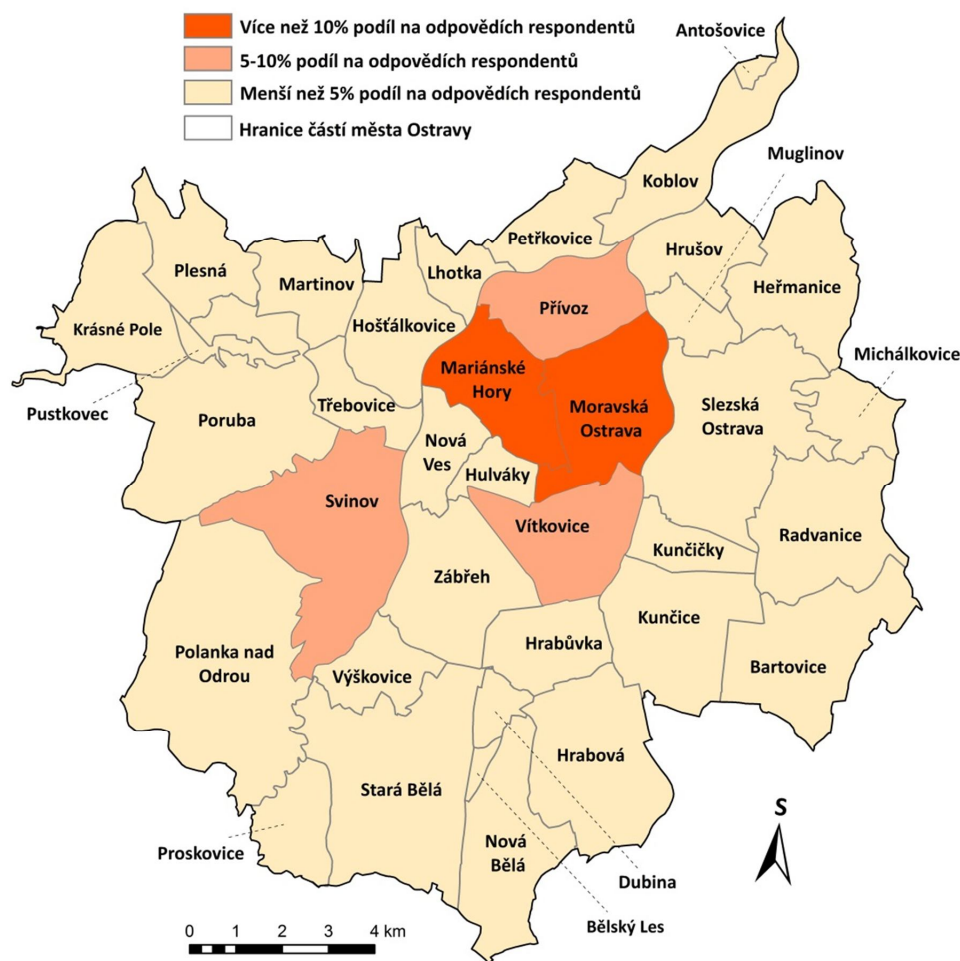 Více než 10% podíl na odpovědích respondentů
5-10% podíl na odpovědích respondentů
Menší než 5% podíl na odpovědích respondentů
Hranice částí města Ostravy
Antošovice
Muglinov
Koblov
Petřkovice
Hrušov
Plesná
Martinov
Lhotka
Heřmanice
Přívoz
Krásné Pole
Hošťálkovice
Michálkovice
Mariánské
Hory
Pustkovec
Poruba
Třebovice
Moravská
Ostrava
Slezská
Ostrava
Nová
Ves
Hulváky
Svinov
Vítkovice
Radvanice
Kunčičky
Zábřeh
Kunčice
Hrabůvka
Polanka nad
Odrou
Výškovice
Bartovice
Hrabová
Stará Bělá
Proskovice
Nová
Bělá
Dubina
Bělský Les
S
0 1 2 3 4 km